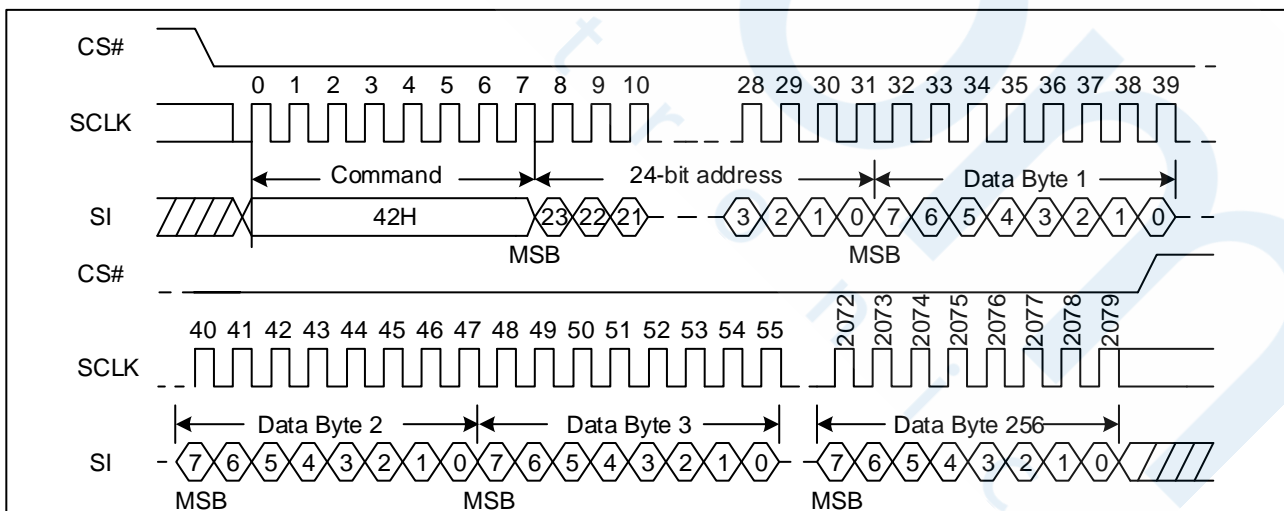 CS#
0 1 2 3 4 5 6 7 8 9 10 28 29 30 31 32 33 34 35 36 37 38 39
SCLK
Command 24-bit address Data Byte 1
SI 42H 23 22 21 3 2 1 0 7 6 5 4 3 2 1 0
MSB MSB
CS#
40 41 42 43 44 45 46 47 48 49 50 51 52 53 54 55 2072 2073 2074 2075 2076 2077 2078 2079
SCLK
Data Byte 2 Data Byte 3 Data Byte 256
SI 7 6 5 4 3 2 1 0 7 6 5 4 3 2 1 0 7 6 5 4 3 2 1 0
MSB MSB MSB